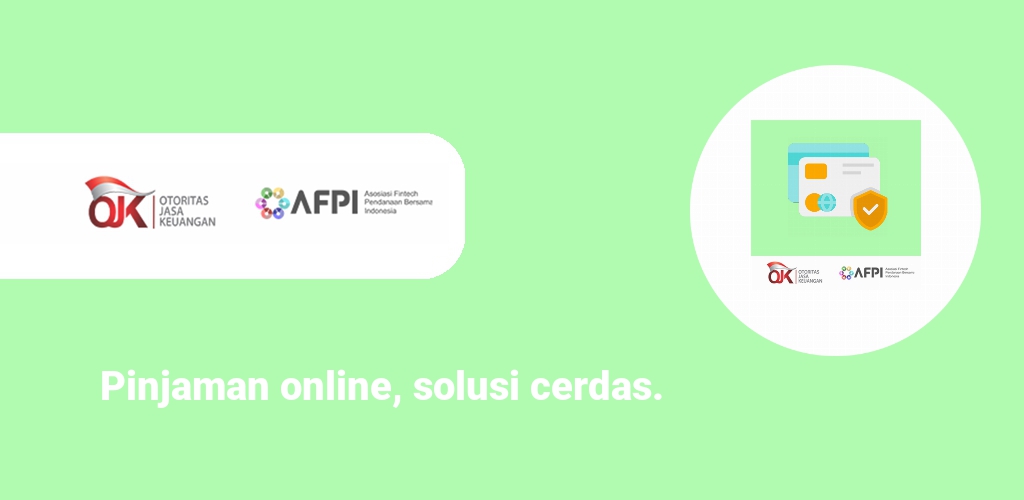 OJK OTORITAS
JASA
KEUANGAN
AFPI Asosiasi Fintech
Pendanaan Bersama
Indonesia
OJK OTORITAS
JASA
KEUANGAN
AFPI Asosiasi Fintech
Pendanaan Bersama
Indonesia
Pinjaman online, solusi cerdas.